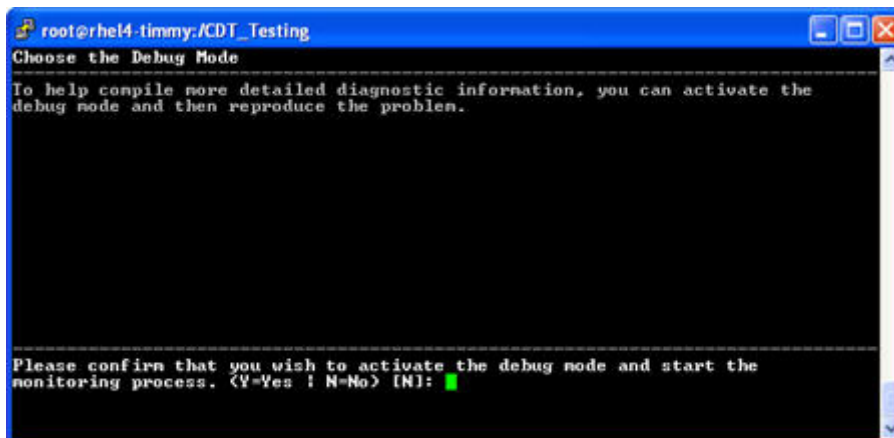 root@rhel4-timmy:/CDT_Testing
Choose the Debug Mode
To help compile more detailed diagnostic information, you can activate the
debug mode and then reproduce the problem.
Please confirm that you wish to activate the debug mode and start the
monitoring process. (Y=Yes | N=No) [N]: